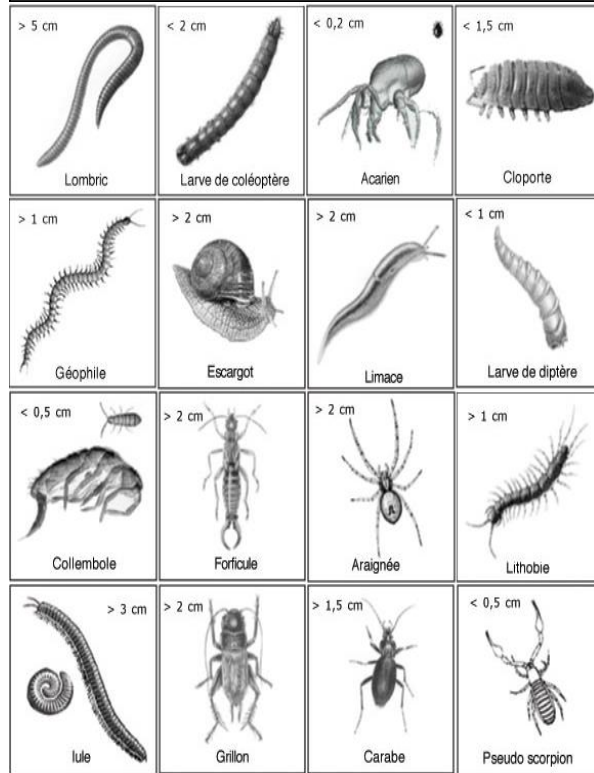 > 5 cm
Lombric
< 2 cm
Larve de coléoptère
< 0,2 cm
Acarien
< 1,5 cm
Cloporte
> 1 cm
Géophile
> 2 cm
Escargot
> 2 cm
Limace
< 1 cm
Larve de diptère
< 0,5 cm
Collembole
> 2 cm
Forficule
> 2 cm
Araignée
> 1 cm
Lithobie
> 3 cm
Iule
> 2 cm
Grillon
> 1,5 cm
Carabe
< 0,5 cm
Pseudo scorpion